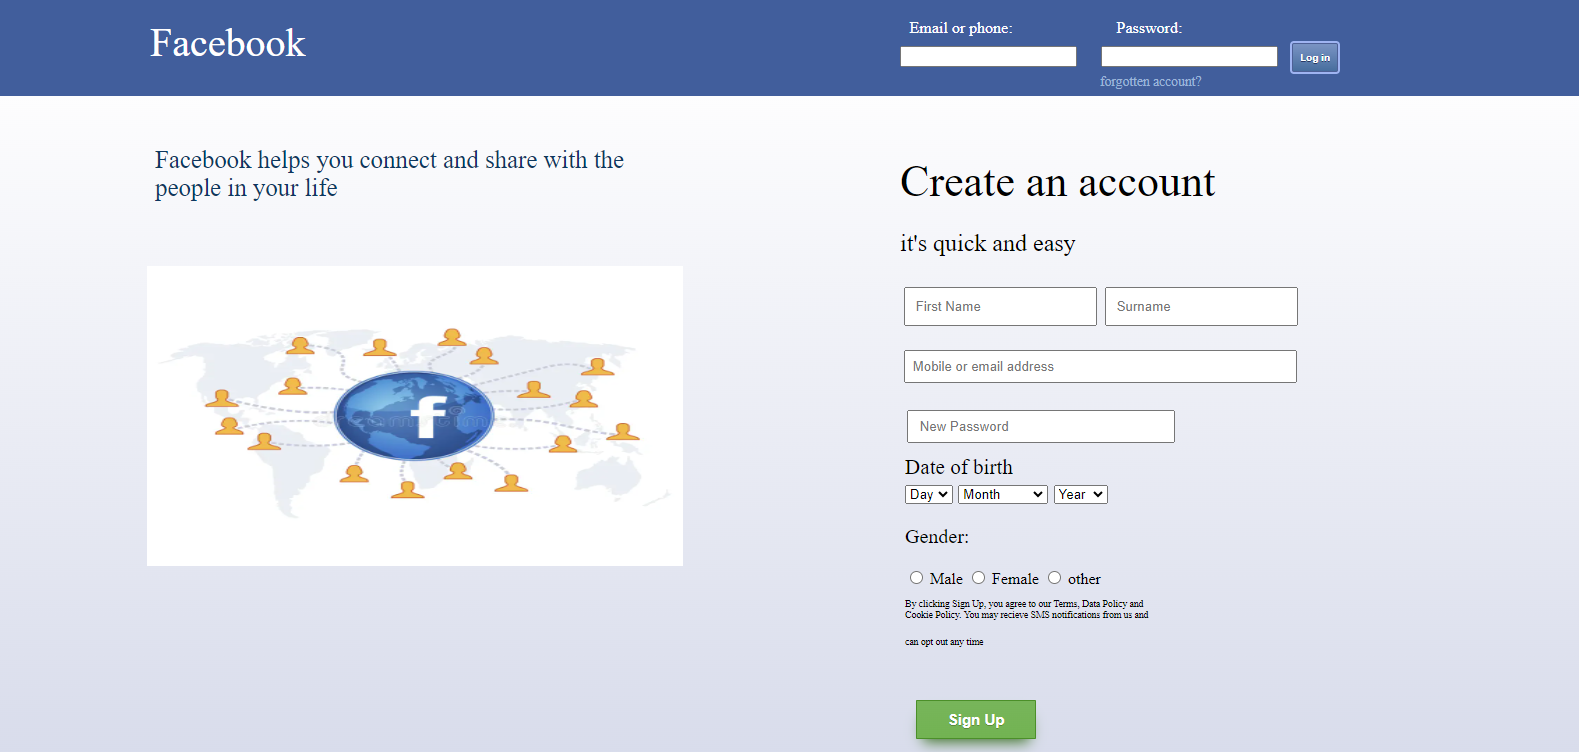 Facebook
Email or phone:
Password:
Log in
forgotten account?
Facebook helps you connect and share with the
people in your life
f
Create an account
it's quick and easy
First Name
Surname
Mobile or email address
New Password
Date of birth
Day
Month
Year
Gender:
Male
Female
other
By clicking Sign Up, you agree to our Terms, Data Policy and
Cookie Policy. You may recieve SMS notifications from us and
can opt out any time
Sign Up